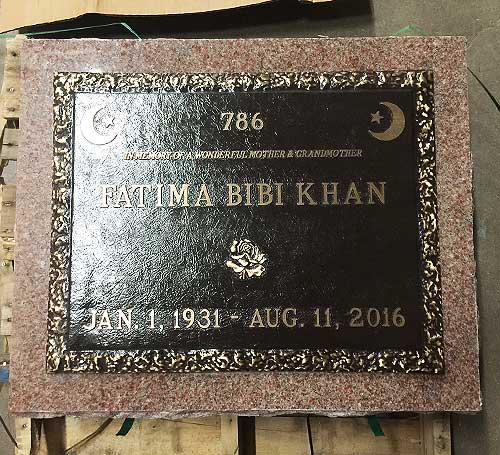 786
IN MEMORY OF A WONDERFUL MOTHER & GRANDMOTHER
FATIMA BIBI KHAN
JAN. 1, 1931 - AUG. 11, 2016